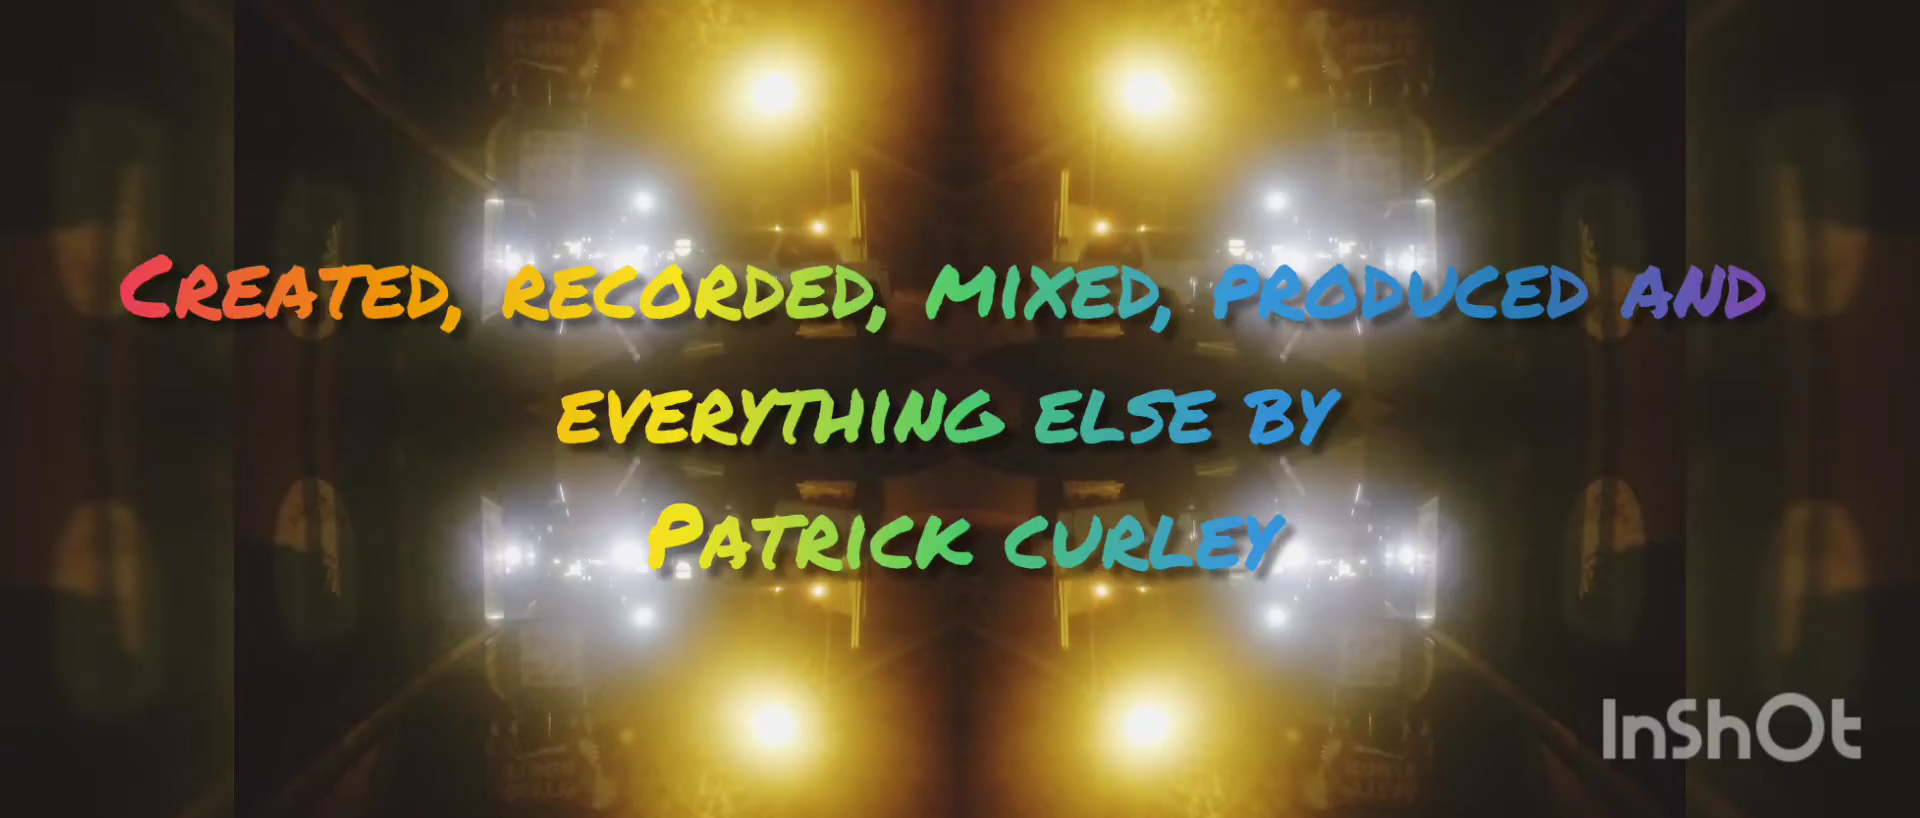 Created, recorded, mixed, produced and
everything else by
Patrick curley
InShOt